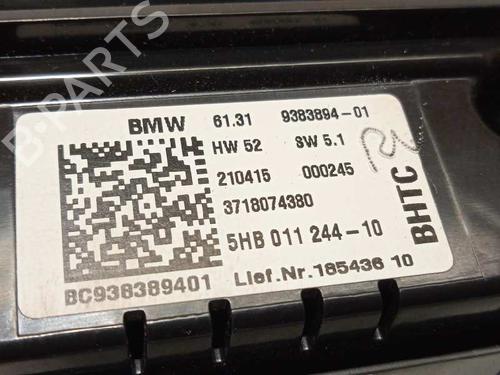 BMW 61.31 9383894-01
HW 52 SW 5.1
210415 000245
3718074380
5HB 011 244-10
BC938389401 Lief.Nr.185436 10
BHTC
B-PARTS